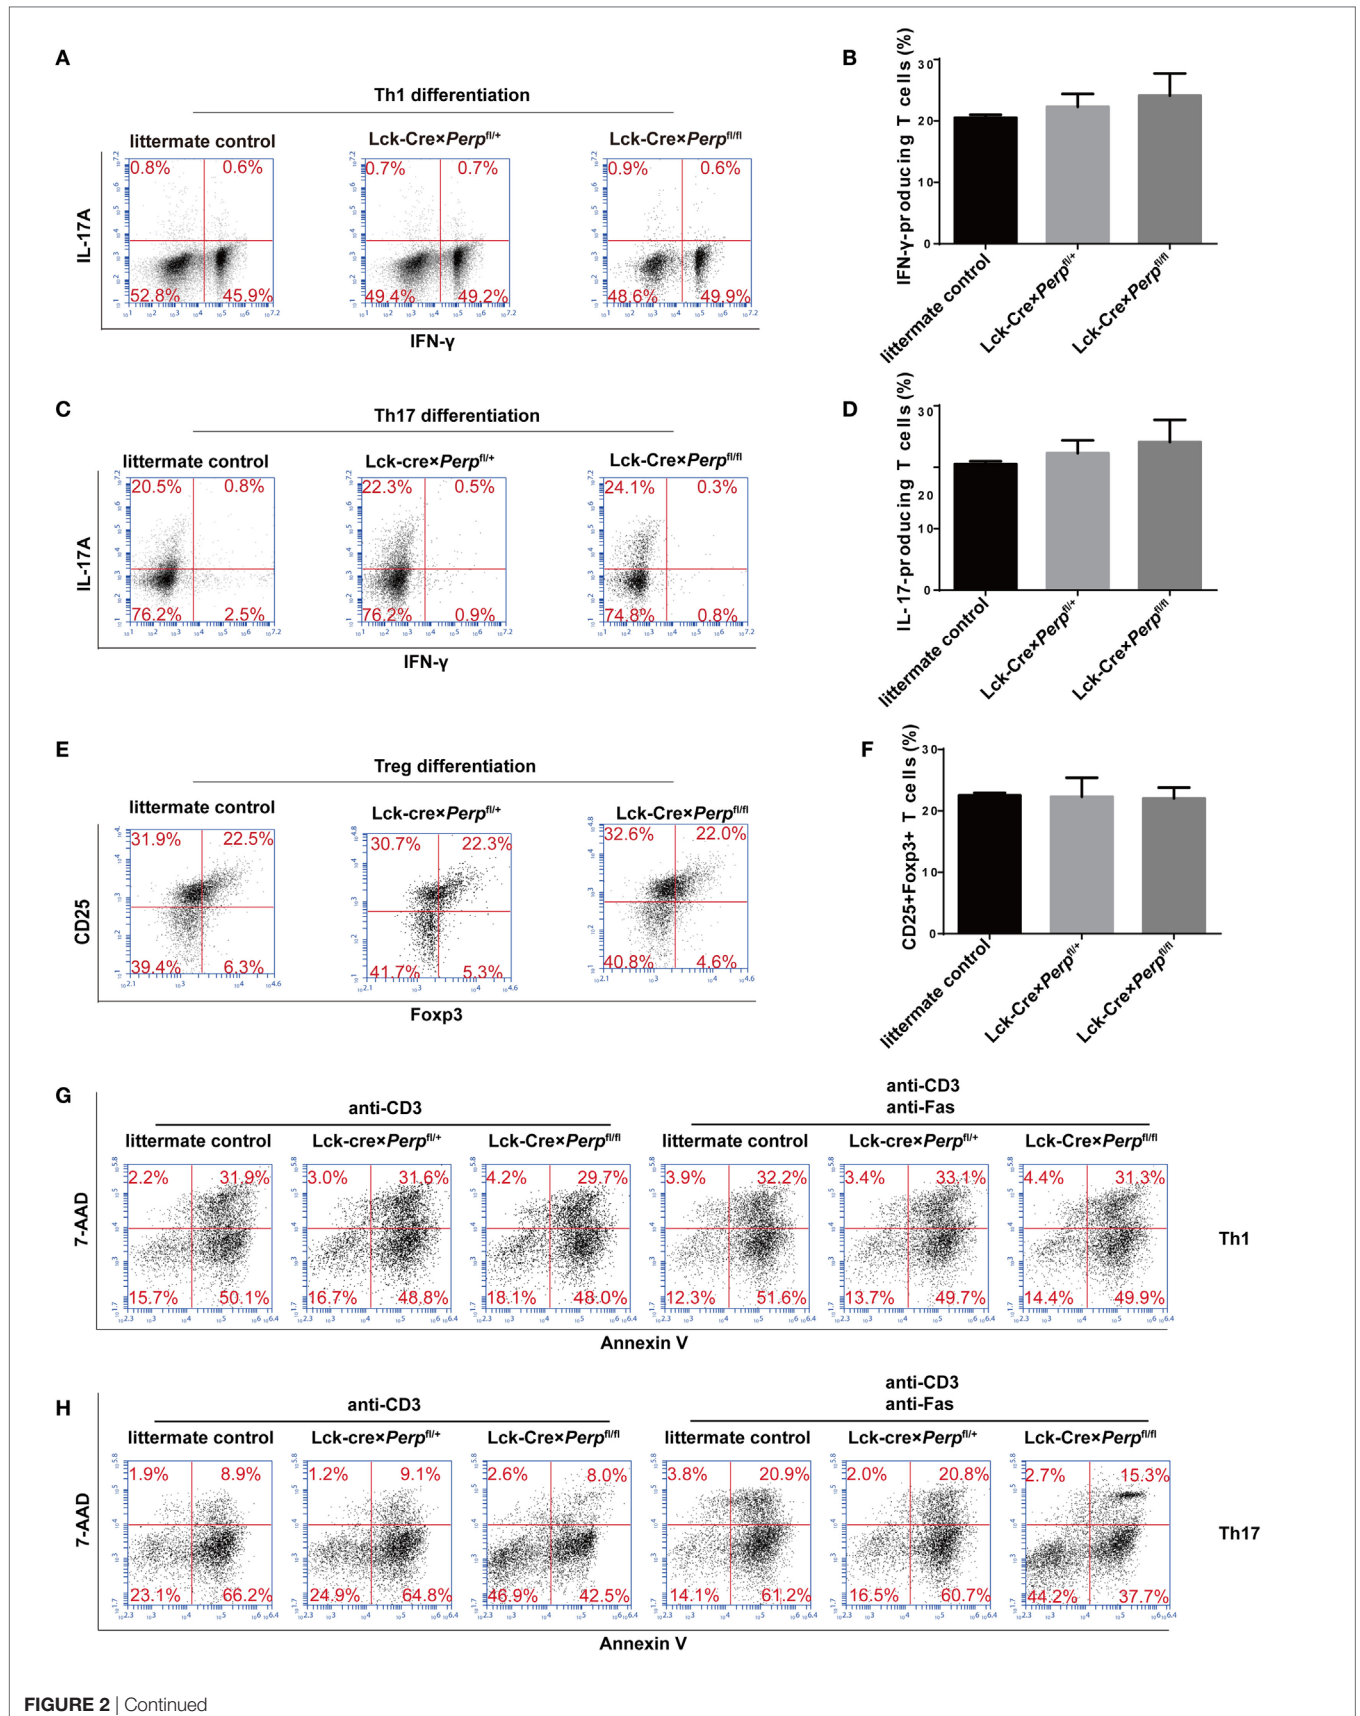 A
Th1 differentiation
littermate control
Lck-Cre×Perpfl/+
Lck-Cre×Perpfl/fl
0.8%
0.6%
52.8%
45.9%
0.7%
0.7%
49.4%
49.2%
0.9%
0.6%
48.6%
49.9%
IL-17A
IFN-γ
B
IFN-γ-producing T cells (%)
30
20
10
0
littermate control
Lck-Cre×Perpfl/+
Lck-Cre×Perpfl/fl
C
Th17 differentiation
littermate control
Lck-cre×Perpfl/+
Lck-Cre×Perpfl/fl
20.5%
0.8%
76.2%
2.5%
22.3%
0.5%
76.2%
0.9%
24.1%
0.3%
74.8%
0.8%
IL-17A
IFN-γ
D
IL-17-producing T cells (%)
30
20
10
0
littermate control
Lck-Cre×Perpfl/+
Lck-Cre×Perpfl/fl
E
Treg differentiation
littermate control
Lck-cre×Perpfl/+
Lck-Cre×Perpfl/fl
31.9%
22.5%
39.4%
6.3%
30.7%
22.3%
41.7%
5.3%
32.6%
22.0%
40.8%
4.6%
CD25
Foxp3
F
CD25+Foxp3+ T cells (%)
30
20
10
0
littermate control
Lck-Cre×Perpfl/+
Lck-Cre×Perpfl/fl
G
anti-CD3
anti-CD3
anti-Fas
littermate control
Lck-cre×Perpfl/+
Lck-Cre×Perpfl/fl
littermate control
Lck-cre×Perpfl/+
Lck-Cre×Perpfl/fl
2.2%
31.9%
15.7%
50.1%
3.0%
31.6%
16.7%
48.8%
4.2%
29.7%
18.1%
48.0%
3.9%
32.2%
12.3%
51.6%
3.4%
33.1%
13.7%
49.7%
4.4%
31.3%
14.4%
49.9%
7-AAD
Annexin V
Th1
H
anti-CD3
anti-CD3
anti-Fas
littermate control
Lck-cre×Perpfl/+
Lck-Cre×Perpfl/fl
littermate control
Lck-cre×Perpfl/+
Lck-Cre×Perpfl/fl
1.9%
8.9%
23.1%
66.2%
1.2%
9.1%
24.9%
64.8%
2.6%
8.0%
46.9%
42.5%
3.8%
20.9%
14.1%
61.2%
2.0%
20.8%
16.5%
60.7%
2.7%
15.3%
44.2%
37.7%
7-AAD
Annexin V
Th17
FIGURE 2 | Continued